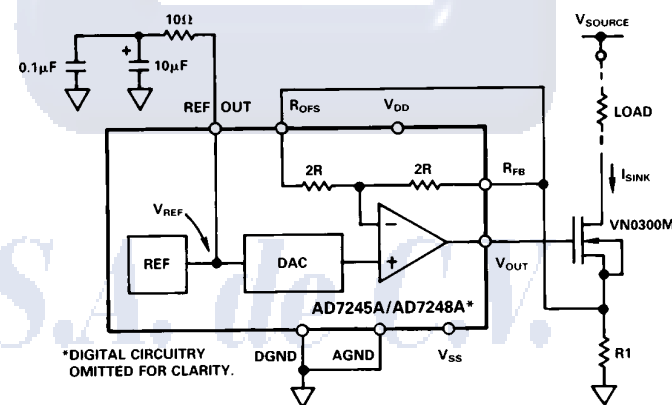 10Ω
V_SOURCE
0.1µF
+
10µF
REF OUT
R_OFS
V_DD
LOAD
2R
2R
R_FB
I_SINK
V_REF
VN0300M
REF
DAC
−
+
V_OUT
AD7245A/AD7248A*
S.A. de C.V.
*DIGITAL CIRCUITRY
OMITTED FOR CLARITY.
DGND
AGND
V_SS
R1